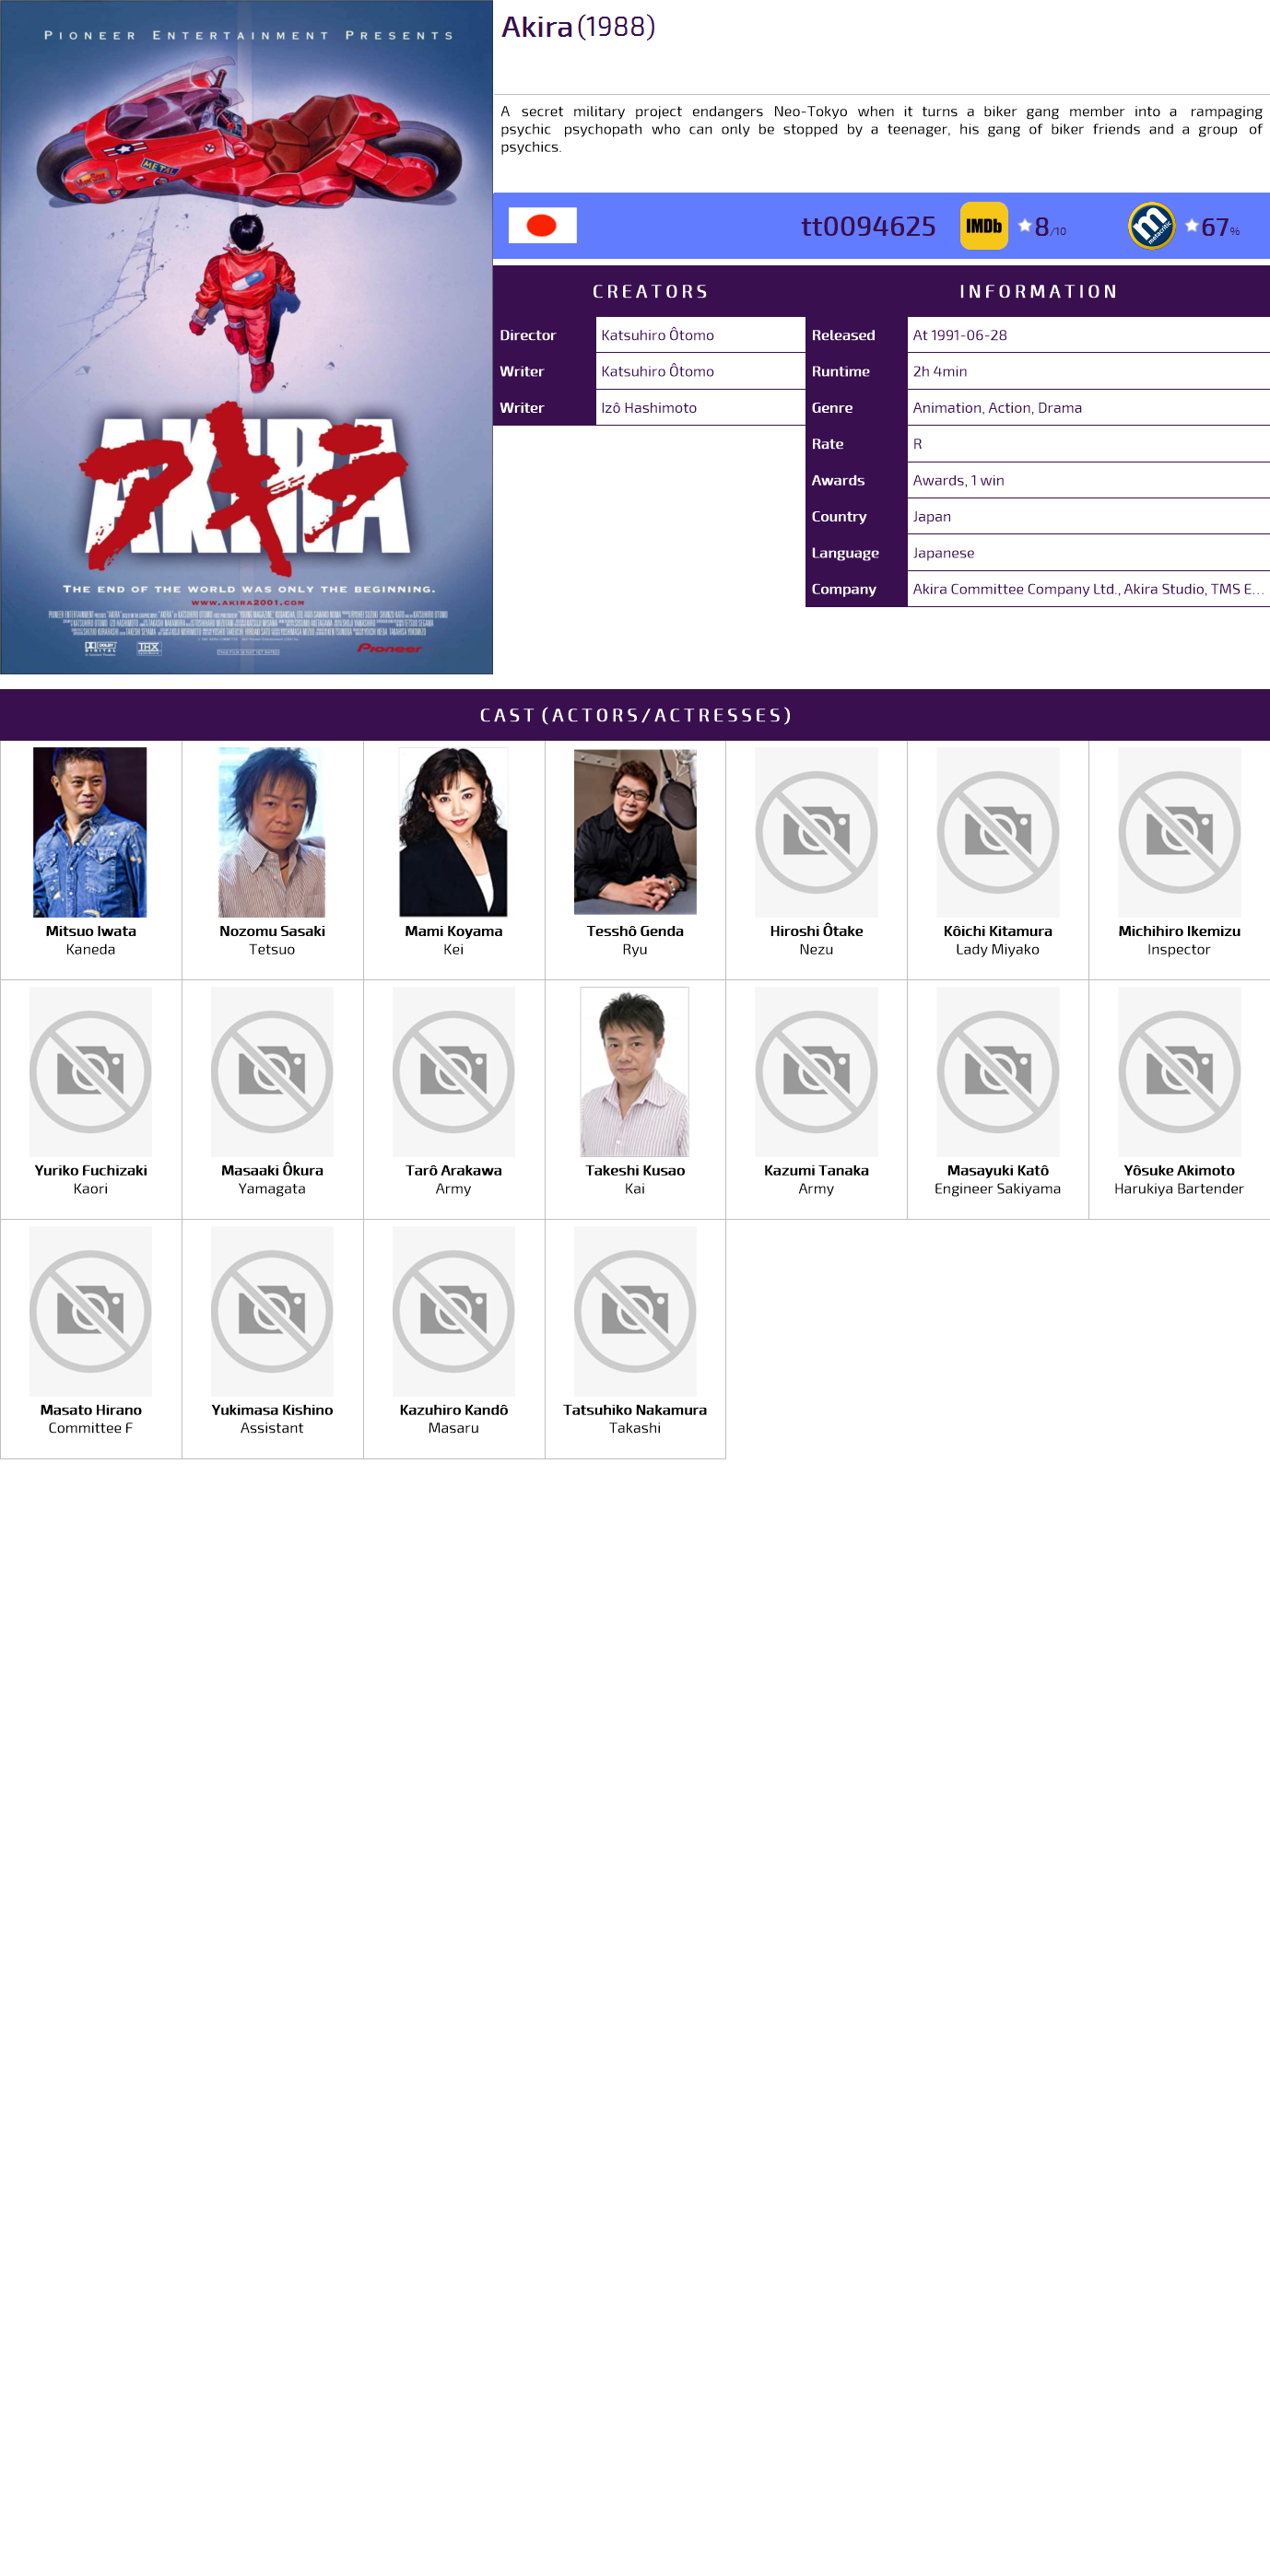 PIONEER ENTERTAINMENT PRESENTS
METAL
AKIRA
アキラ
THE END OF THE WORLD WAS ONLY THE BEGINNING.
WWW.AKIRA2001.COM
DOLBY
DIGITAL
THX
Pioneer
Akira (1988)
A secret military project endangers Neo-Tokyo when it turns a biker gang member into a rampaging
psychic psychopath who can only be stopped by a teenager, his gang of biker friends and a group of
psychics.
tt0094625 IMDb 8/10 m metacritic 67%
CREATORS
Director Katsuhiro Ôtomo
Writer Katsuhiro Ôtomo
Writer Izô Hashimoto
INFORMATION
Released At 1991-06-28
Runtime 2h 4min
Genre Animation, Action, Drama
Rate R
Awards Awards, 1 win
Country Japan
Language Japanese
Company Akira Committee Company Ltd., Akira Studio, TMS E...
CAST (ACTORS/ACTRESSES)
Mitsuo Iwata
Kaneda
Nozomu Sasaki
Tetsuo
Mami Koyama
Kei
Tesshô Genda
Ryu
Hiroshi Ôtake
Nezu
Kôichi Kitamura
Lady Miyako
Michihiro Ikemizu
Inspector
Yuriko Fuchizaki
Kaori
Masaaki Ôkura
Yamagata
Tarô Arakawa
Army
Takeshi Kusao
Kai
Kazumi Tanaka
Army
Masayuki Katô
Engineer Sakiyama
Yôsuke Akimoto
Harukiya Bartender
Masato Hirano
Committee F
Yukimasa Kishino
Assistant
Kazuhiro Kandô
Masaru
Tatsuhiko Nakamura
Takashi